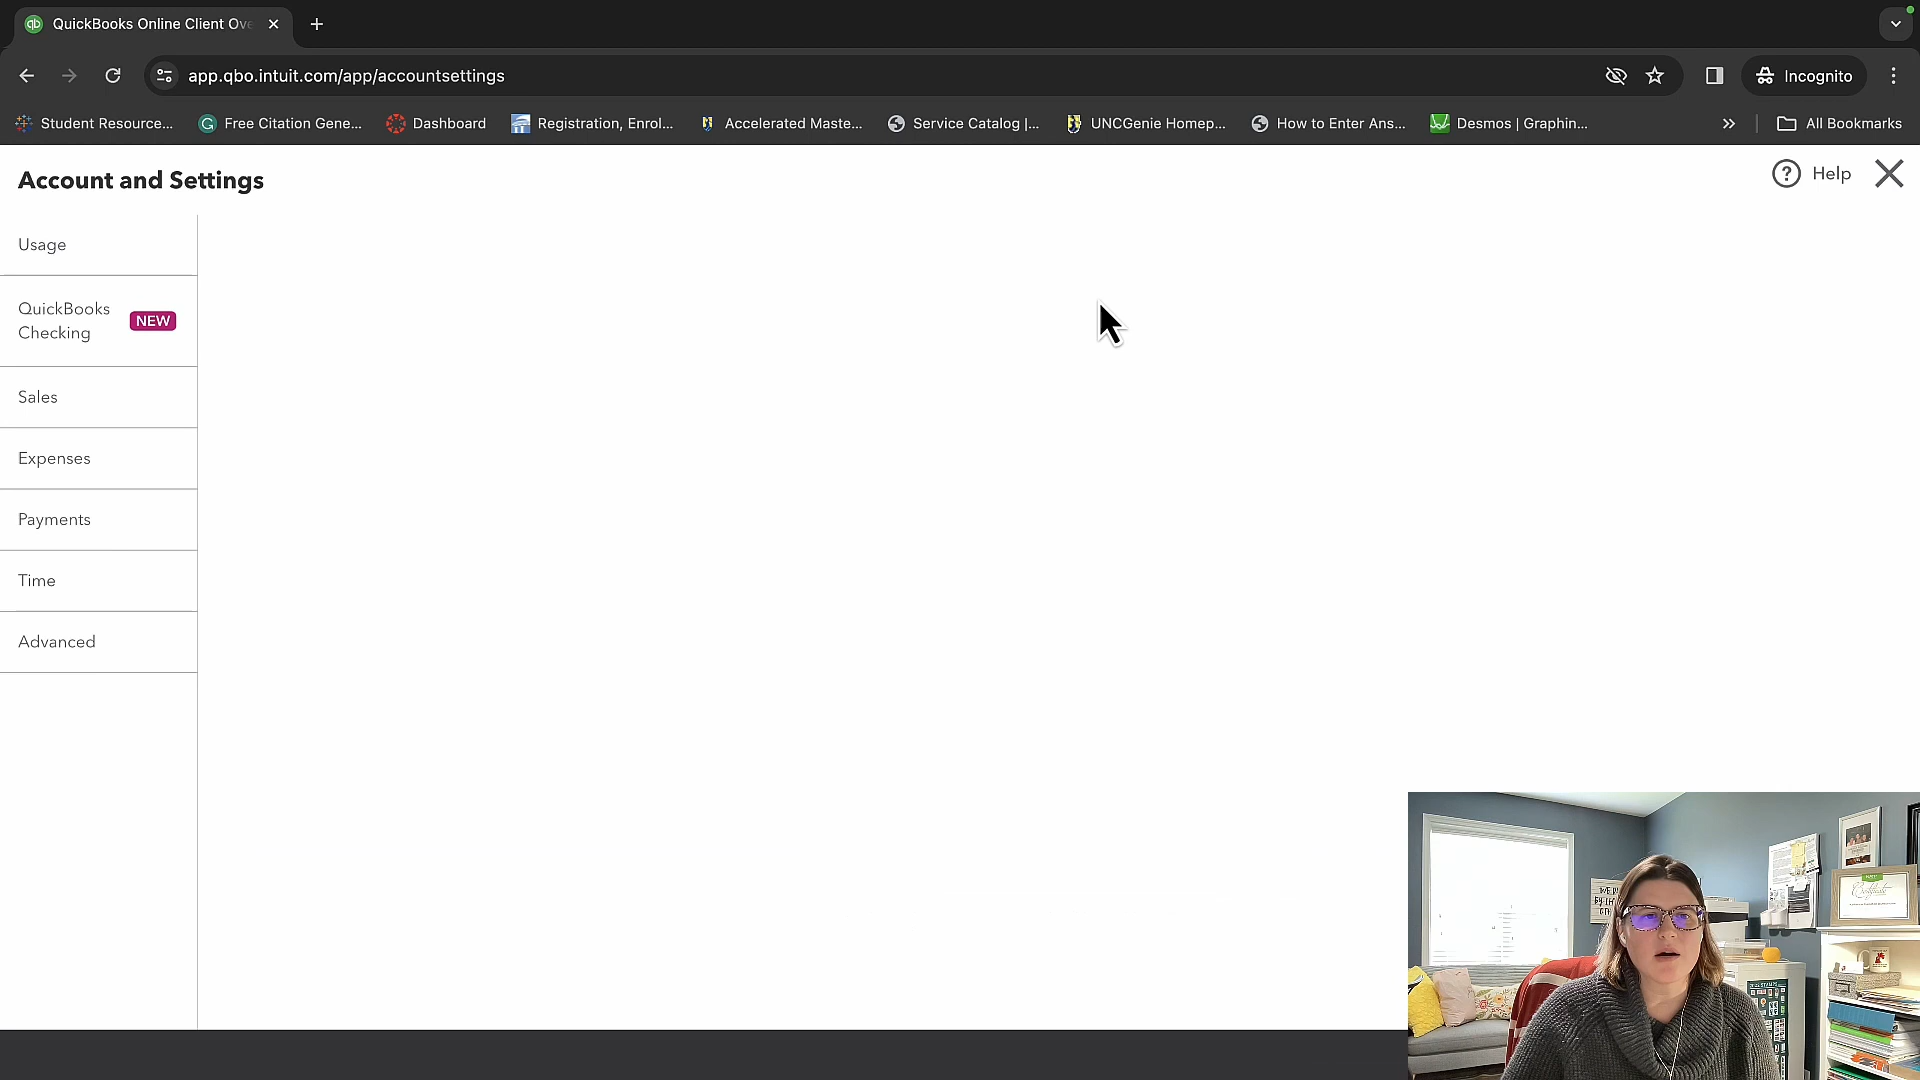 QuickBooks Online Client Ov
app.qbo.intuit.com/app/accountsettings
Incognito
Student Resource...
Free Citation Gene...
Dashboard
Registration, Enrol...
Accelerated Maste...
Service Catalog |...
UNCGenie Homep...
How to Enter Ans...
Desmos | Graphin...
All Bookmarks
Account and Settings
Help
Usage
QuickBooks
Checking
NEW
Sales
Expenses
Payments
Time
Advanced